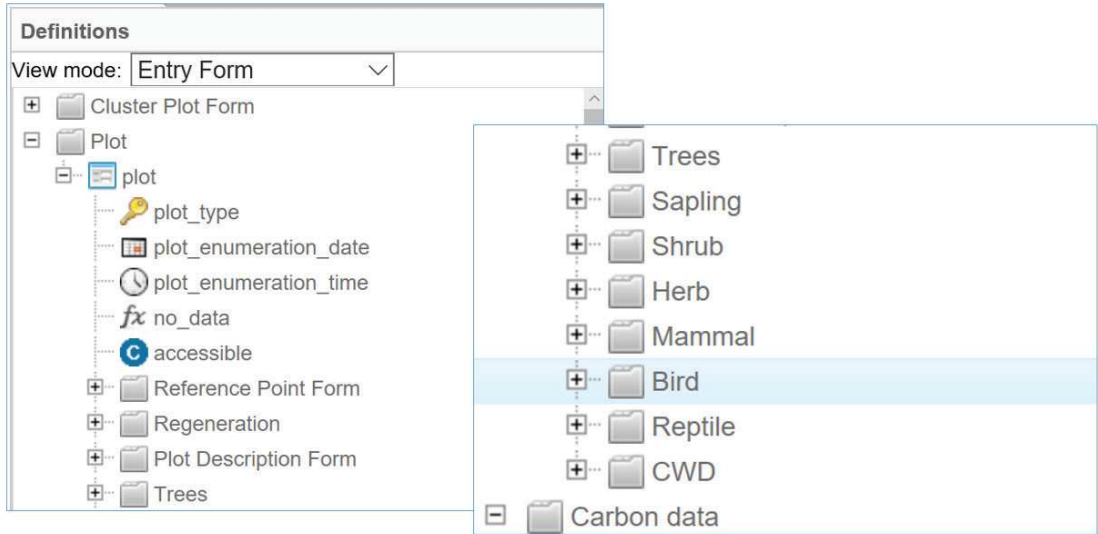 Definitions
View mode: Entry Form
Cluster Plot Form
Plot
plot
plot_type
plot_enumeration_date
plot_enumeration_time
fx no_data
C accessible
Reference Point Form
Regeneration
Plot Description Form
Trees
Trees
Sapling
Shrub
Herb
Mammal
Bird
Reptile
CWD
Carbon data